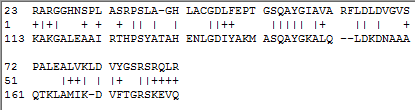 23 RARGGHNSPL ASRPSLA-GH LACGDLFEPT GSQAYGIAVA RFLDLDVGVS
1 +|+| + + + |+| | ||++ ||||| || | |+ +
113 KAKGALEAAI RTHPSYATAH ENLGDIYAKM ASQAYGKALQ --LDKDNAAA
72 PALEALVKLD VYGSRSRQLR
51 |++| | +| ||++++
161 QTKLAMIK-D VFTGRSKEVQ